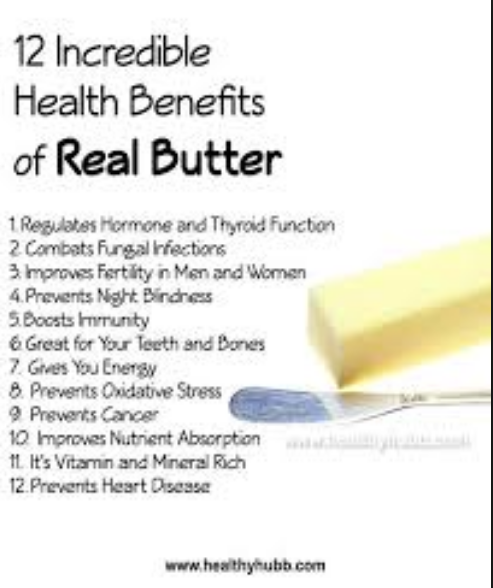 12 Incredible
Health Benefits
of Real Butter
1. Regulates Hormone and Thyroid Function
2. Combats Fungal Infections
3. Improves Fertility in Men and Women
4. Prevents Night Blindness
5. Boosts Immunity
6. Great for Your Teeth and Bones
7. Gives You Energy
8. Prevents Oxidative Stress
9. Prevents Cancer
10. Improves Nutrient Absorption
11. It's Vitamin and Mineral Rich
12. Prevents Heart Disease
www.healthyhubb.com
www.healthyhubb.com